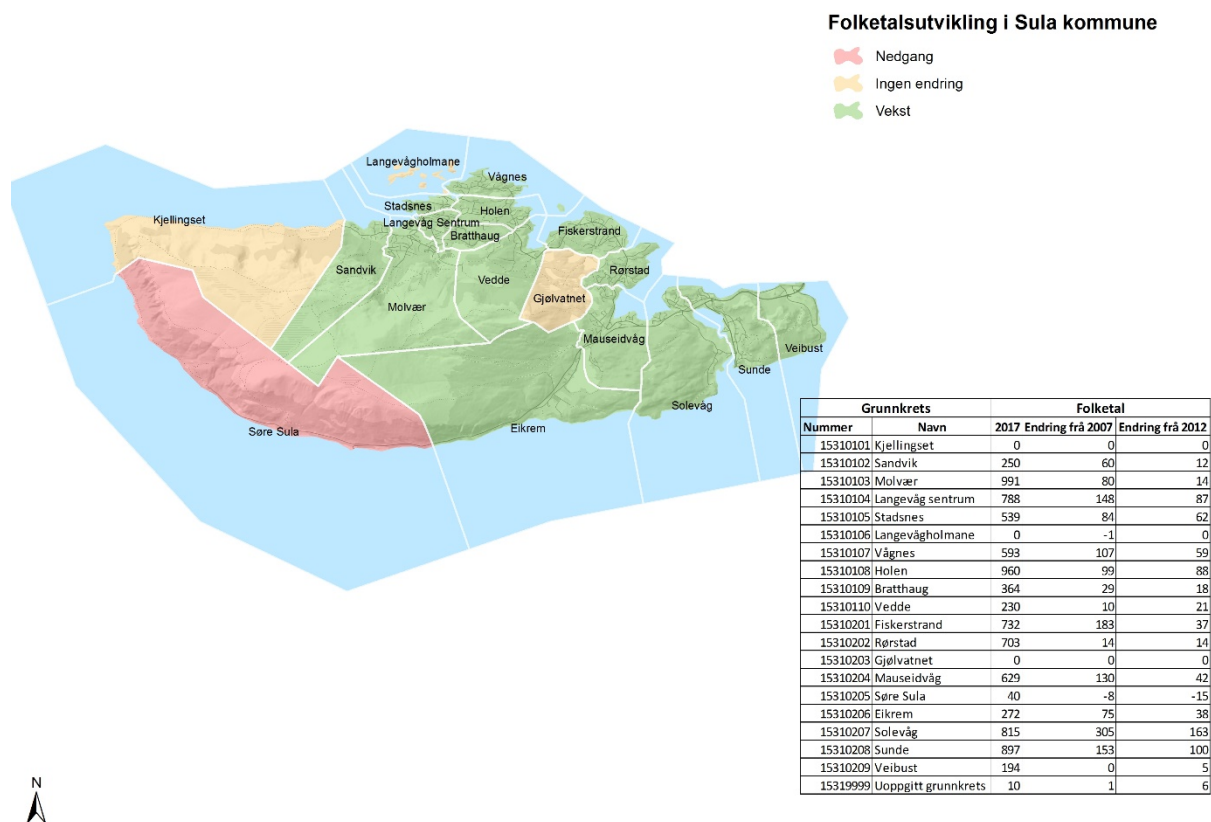 Folketalsutvikling i Sula kommune
Nedgang
Ingen endring
Vekst
Langevågholmane
Vågnes
Stadsnes
Kjellingset
Holen
Langevåg Sentrum
Fiskerstrand
Bratthaug
Sandvik
Rørstad
Vedde
Gjølvatnet
Molvær
Mauseidvåg
Veibust
Sunde
Solevåg
Eikrem
Søre Sula
Grunnkrets Folketal
Nummer Navn 2017 Endring frå 2007 Endring frå 2012
15310101 Kjellingset 0 0 0
15310102 Sandvik 250 60 12
15310103 Molvær 991 80 14
15310104 Langevåg sentrum 788 148 87
15310105 Stadsnes 539 84 62
15310106 Langevågholmane 0 -1 0
15310107 Vågnes 593 107 59
15310108 Holen 960 99 88
15310109 Bratthaug 364 29 18
15310110 Vedde 230 10 21
15310201 Fiskerstrand 732 183 37
15310202 Rørstad 703 14 14
15310203 Gjølvatnet 0 0 0
15310204 Mauseidvåg 629 130 42
15310205 Søre Sula 40 -8 -15
15310206 Eikrem 272 75 38
15310207 Solevåg 815 305 163
15310208 Sunde 897 153 100
15310209 Veibust 194 0 5
15319999 Uoppgitt grunnkrets 10 1 6
N